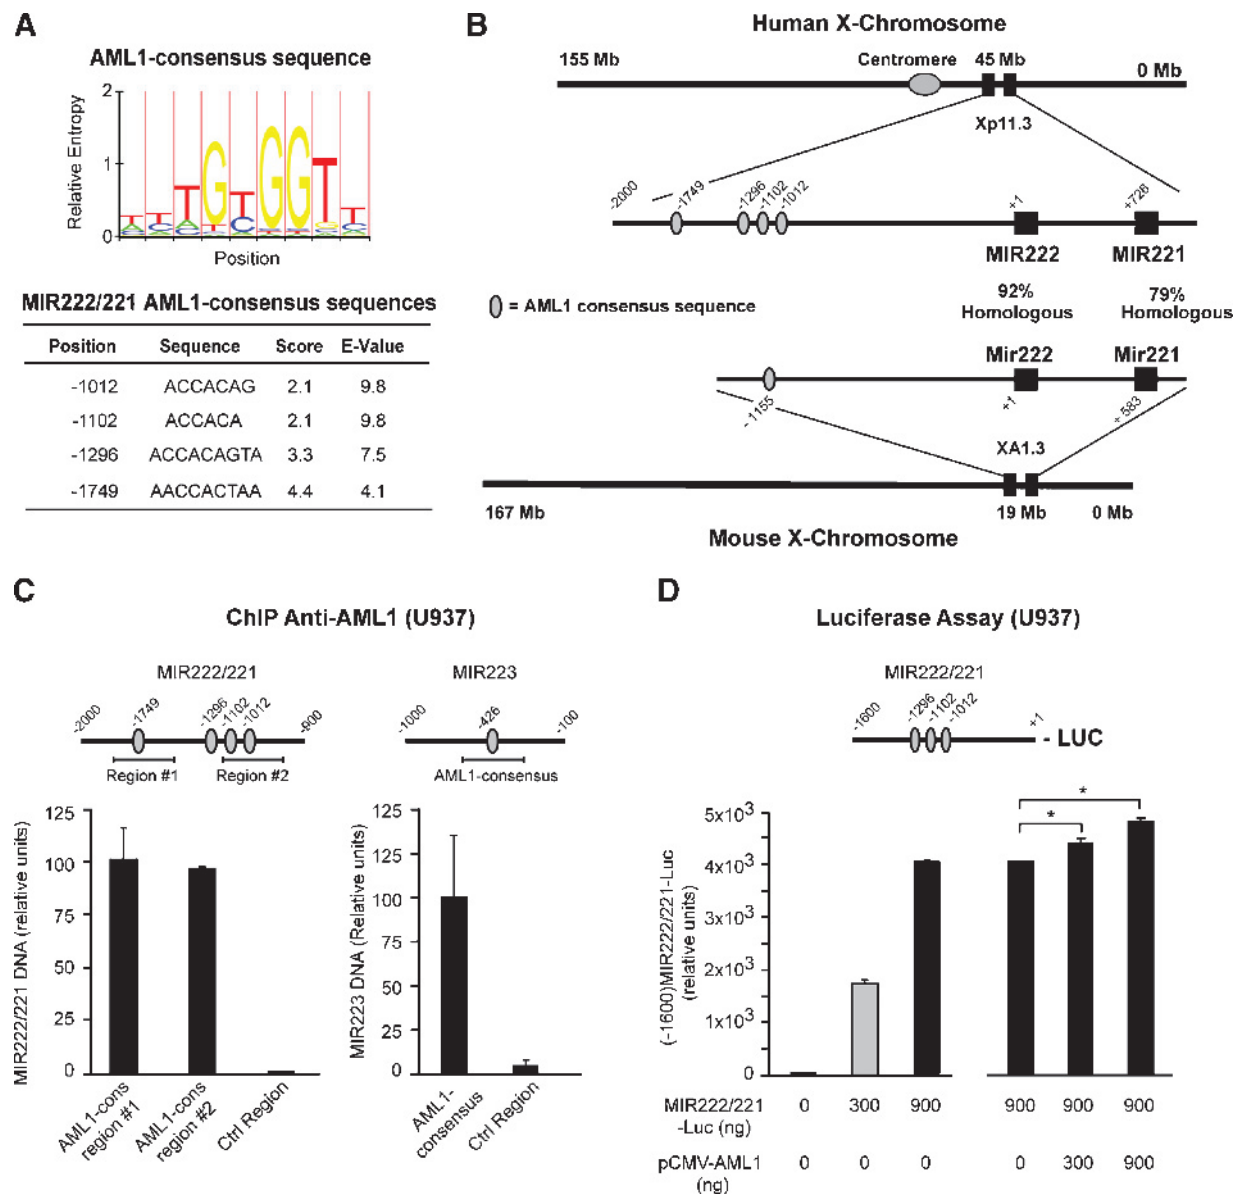 A
AML1-consensus sequence
2
1
0
Relative Entropy
Position
MIR222/221 AML1-consensus sequences
Position Sequence Score E-Value
-1012 ACCACAG 2.1 9.8
-1102 ACCACA 2.1 9.8
-1296 ACCACAGTA 3.3 7.5
-1749 AACCACTAA 4.4 4.1
B
Human X-Chromosome
155 Mb Centromere 45 Mb 0 Mb
Xp11.3
-2000 -1749 -1296 -1102 -1012 +1 +726
MIR222 MIR221
= AML1 consensus sequence
92% Homologous
79% Homologous
Mir222 Mir221
- 1155 +1 + 583
XA1.3
167 Mb 19 Mb 0 Mb
Mouse X-Chromosome
C
ChIP Anti-AML1 (U937)
MIR222/221
-2000 -1749 -1296 -1102 -1012 -900
Region #1 Region #2
MIR222/221 DNA (relative units)
125
100
75
50
25
0
AML1-cons region #1
AML1-cons region #2
Ctrl Region
MIR223
-1000 -426 -100
AML1-consensus
MIR223 DNA (Relative units)
125
100
125
75
50
25
0
AML1-consensus
Ctrl Region
D
Luciferase Assay (U937)
MIR222/221
-1600 -1296 -1102 -1012 +1
- LUC
(-1600)MIR222/221-Luc
(relative units)
5x10³
4x10³
3x10³
2x10³
1x10³
0
* *
MIR222/221 -Luc (ng) 0 300 900 900 900 900
pCMV-AML1 (ng) 0 0 0 0 300 900